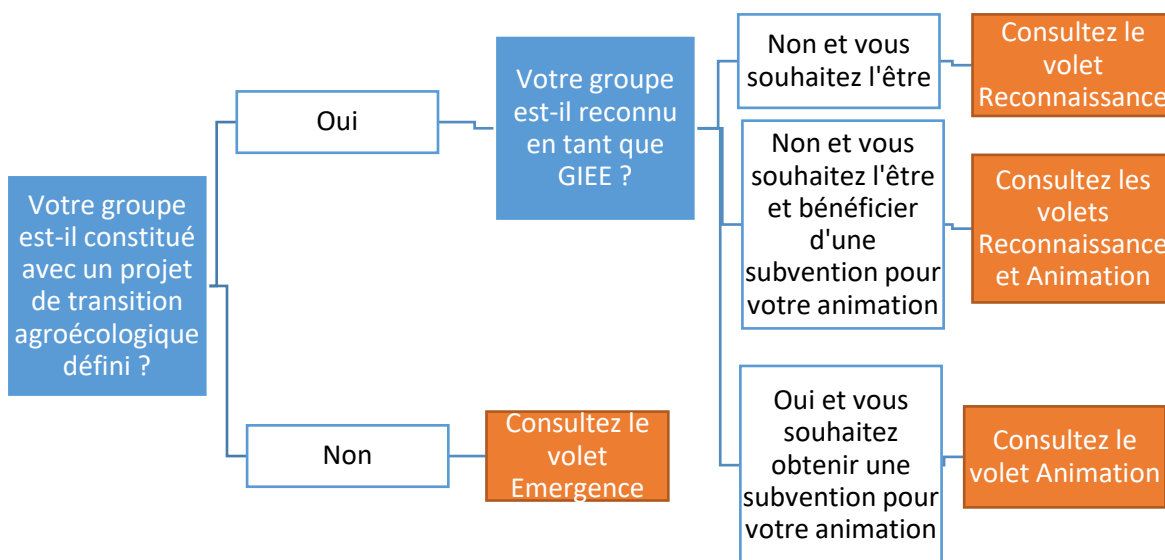 Votre groupe
est-il constitué
avec un projet
de transition
agroécologique
défini ?
Oui
Votre groupe
est-il reconnu
en tant que
GIEE ?
Non et vous
souhaitez l'être
Consultez le
volet
Reconnaissance
Non et vous
souhaitez l'être
et bénéficier
d'une
subvention pour
votre animation
Consultez les
volets
Reconnaissance
et Animation
Oui et vous
souhaitez
obtenir une
subvention pour
votre animation
Consultez le
volet Animation
Non
Consultez le
volet
Emergence